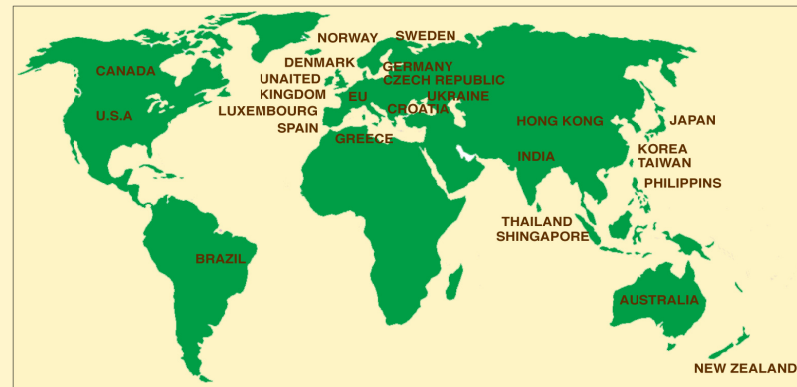 NORWAY
SWEDEN
DENMARK
GERMANY
CANADA
UNAITED
KINGDOM
CZECH REPUBLIC
EU
UKRAINE
LUXEMBOURG
CROATIA
U.S.A
SPAIN
HONG KONG
JAPAN
GREECE
KOREA
INDIA
TAIWAN
PHILIPPINS
THAILAND
SHINGAPORE
BRAZIL
AUSTRALIA
NEW ZEALAND